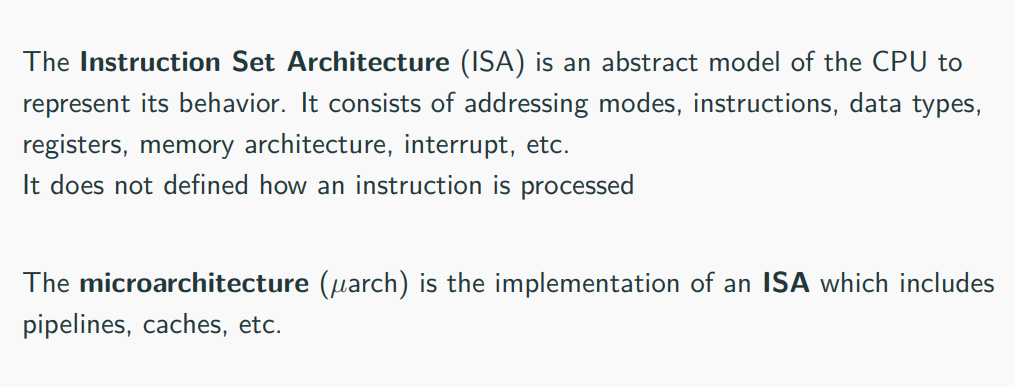 The Instruction Set Architecture (ISA) is an abstract model of the CPU to
represent its behavior. It consists of addressing modes, instructions, data types,
registers, memory architecture, interrupt, etc.
It does not defined how an instruction is processed
The microarchitecture (μarch) is the implementation of an ISA which includes
pipelines, caches, etc.